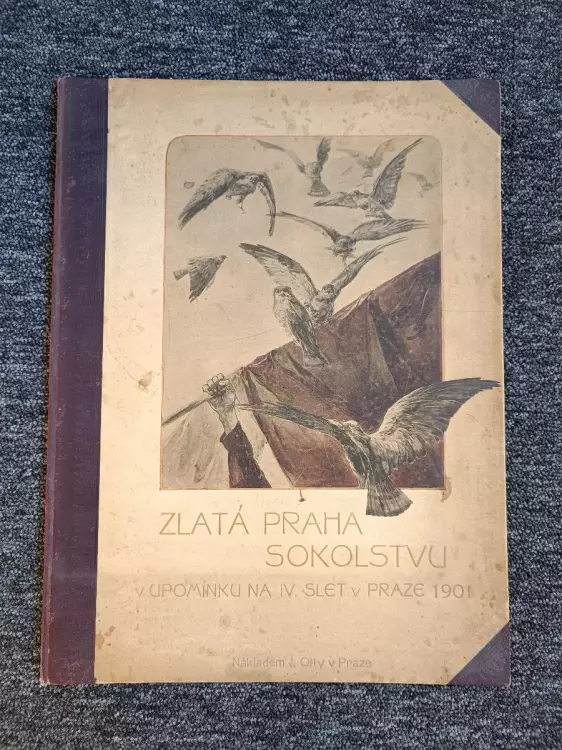 ZLATÁ PRAHA
SOKOLSTVU
V UPOMÍNKU NA IV. SLET V PRAZE 1901
Nákladem J. Otty v Praze